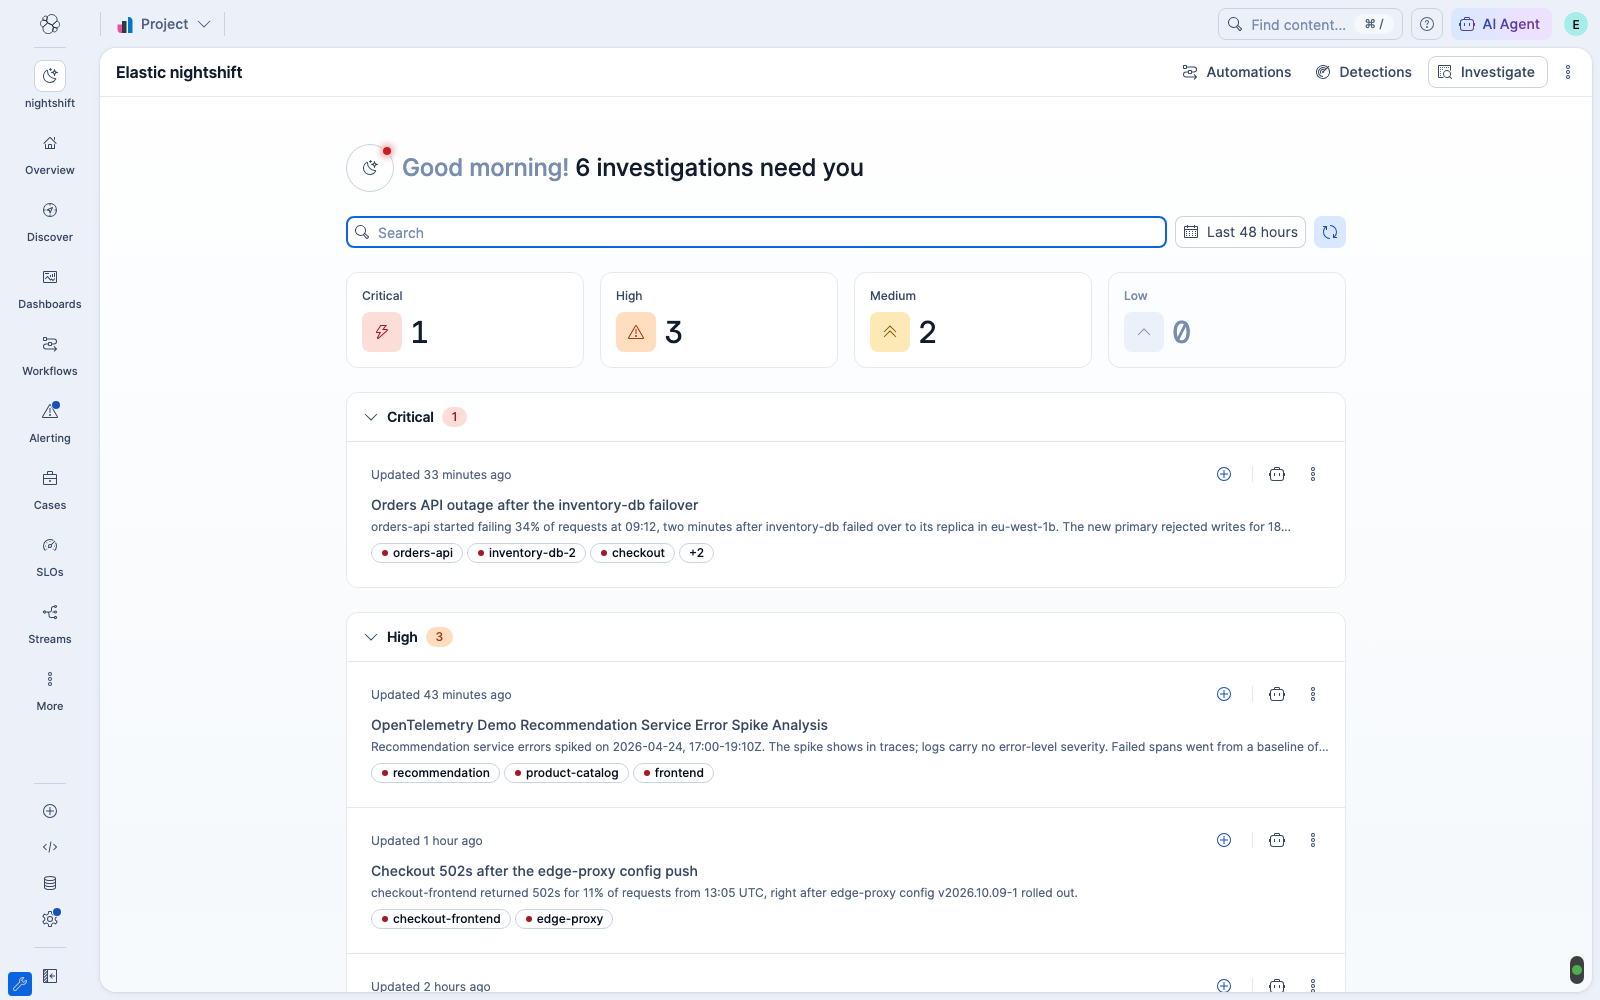 Project
Find content...
⌘ /
AI Agent
E
Elastic nightshift
Automations
Detections
Investigate
nightshift
Overview
Discover
Dashboards
Workflows
Alerting
Cases
SLOs
Streams
More
Good morning! 6 investigations need you
Search
Last 48 hours
Critical
1
High
3
Medium
2
Low
0
Critical 1
Updated 33 minutes ago
Orders API outage after the inventory-db failover
orders-api started failing 34% of requests at 09:12, two minutes after inventory-db failed over to its replica in eu-west-1b. The new primary rejected writes for 18...
orders-api inventory-db-2 checkout +2
High 3
Updated 43 minutes ago
OpenTelemetry Demo Recommendation Service Error Spike Analysis
Recommendation service errors spiked on 2026-04-24, 17:00-19:10Z. The spike shows in traces; logs carry no error-level severity. Failed spans went from a baseline of...
recommendation product-catalog frontend
Updated 1 hour ago
Checkout 502s after the edge-proxy config push
checkout-frontend returned 502s for 11% of requests from 13:05 UTC, right after edge-proxy config v2026.10.09-1 rolled out.
checkout-frontend edge-proxy
Updated 2 hours ago